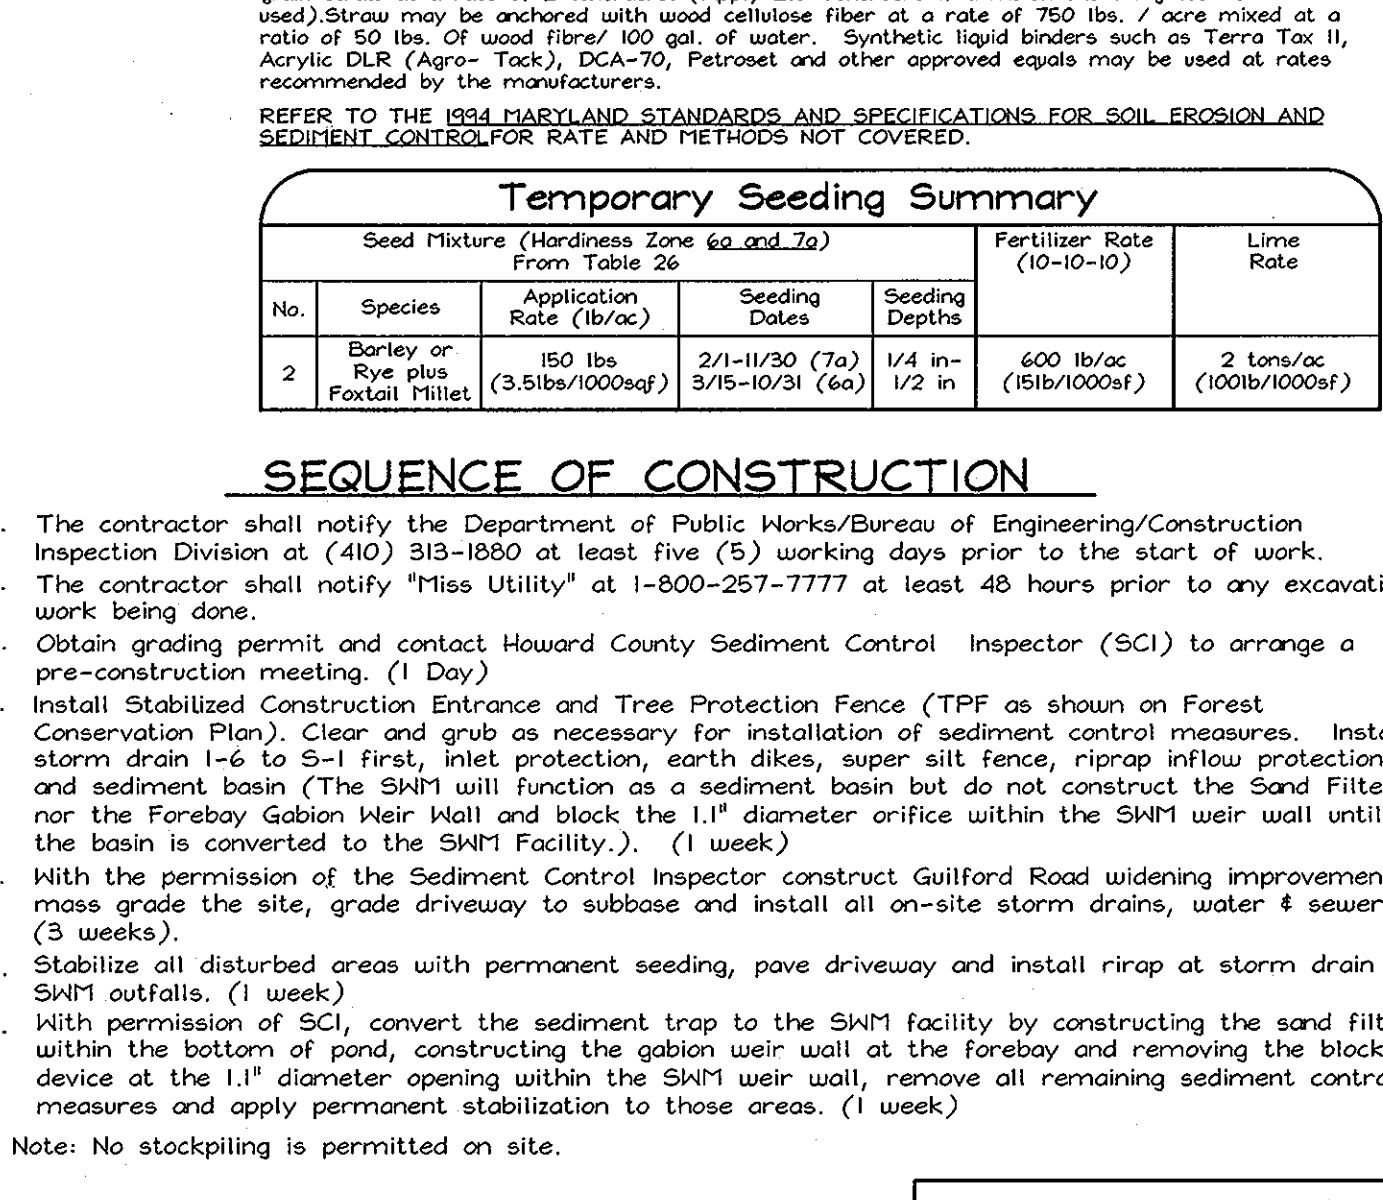 used).Straw may be anchored with wood cellulose fiber at a rate of 750 lbs. / acre mixed at a
ratio of 50 lbs. Of wood fibre/ 100 gal. of water. Synthetic liquid binders such as Terra Tax II,
Acrylic DLR (Agro- Tack), DCA-70, Petroset and other approved equals may be used at rates
recommended by the manufacturers.
REFER TO THE 1994 MARYLAND STANDARDS AND SPECIFICATIONS FOR SOIL EROSION AND
SEDIMENT CONTROLFOR RATE AND METHODS NOT COVERED.
Temporary Seeding Summary
Seed Mixture (Hardiness Zone 6a and 7a)
From Table 26
Fertilizer Rate
(10-10-10)
Lime
Rate
No.
Species
Application
Rate (lb/ac)
Seeding
Dates
Seeding
Depths
2
Barley or
Rye plus
Foxtail Millet
150 lbs
(3.5lbs/1000sqf)
2/1-11/30 (7a)
3/15-10/31 (6a)
1/4 in-
1/2 in
600 lb/ac
(15lb/1000sf)
2 tons/ac
(100lb/1000sf)
SEQUENCE OF CONSTRUCTION
. The contractor shall notify the Department of Public Works/Bureau of Engineering/Construction
Inspection Division at (410) 313-1880 at least five (5) working days prior to the start of work.
. The contractor shall notify "Miss Utility" at 1-800-257-7777 at least 48 hours prior to any excavati
work being done.
. Obtain grading permit and contact Howard County Sediment Control Inspector (SCI) to arrange a
pre-construction meeting. (1 Day)
. Install Stabilized Construction Entrance and Tree Protection Fence (TPF as shown on Forest
Conservation Plan). Clear and grub as necessary for installation of sediment control measures. Inst
storm drain I-6 to S-1 first, inlet protection, earth dikes, super silt fence, riprap inflow protection
and sediment basin (The SWM will function as a sediment basin but do not construct the Sand Filte
nor the Forebay Gabion Weir Wall and block the 1.1" diameter orifice within the SWM weir wall until
the basin is converted to the SWM Facility.). (1 week)
. With the permission of the Sediment Control Inspector construct Guilford Road widening improvemen
mass grade the site, grade driveway to subbase and install all on-site storm drains, water & sewer
(3 weeks).
. Stabilize all disturbed areas with permanent seeding, pave driveway and install rirap at storm drain
SWM outfalls. (1 week)
. With permission of SCI, convert the sediment trap to the SWM facility by constructing the sand filt
within the bottom of pond, constructing the gabion weir wall at the forebay and removing the block
device at the 1.1" diameter opening within the SWM weir wall, remove all remaining sediment contro
measures and apply permanent stabilization to those areas. (1 week)
Note: No stockpiling is permitted on site.